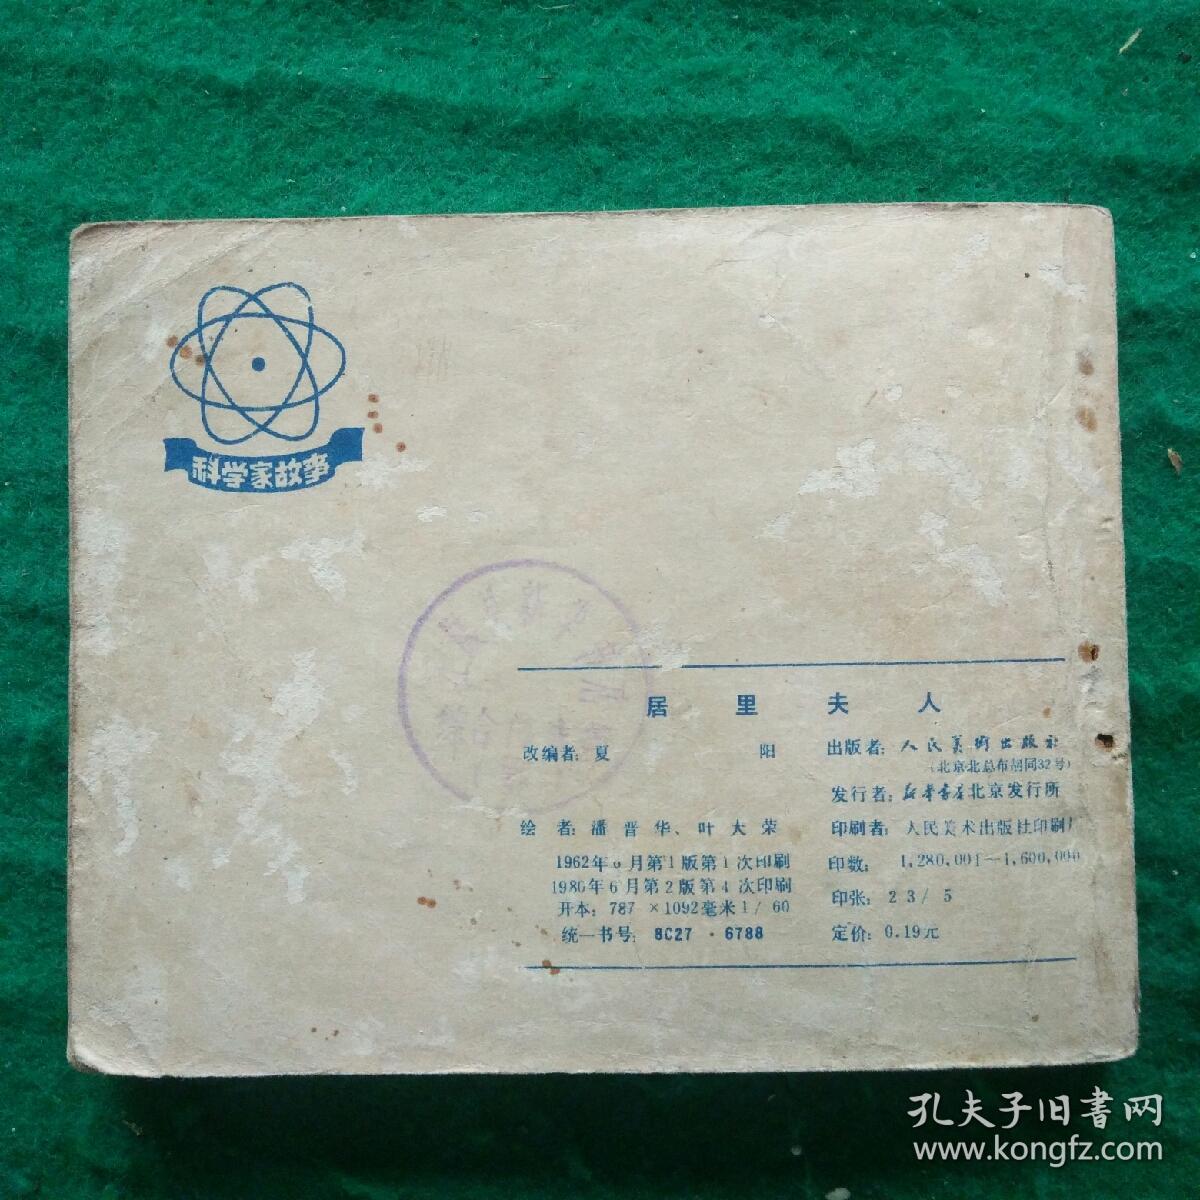 科学家故事
居里夫人
改编者：夏 阳
绘 者：潘晋华、叶大荣
1962年6月第1版第1次印刷
1980年6月第2版第4次印刷
开本：787×1092毫米1/60
统一书号：8027·6788
出版者：人民美术出版社
（北京北总布胡同32号）
发行者：新华书店北京发行所
印刷者：人民美术出版社印刷厂
印数：1,280,001—1,600,000
印张：2 3/5
定价：0.19元
孔夫子旧书网
www.kongfz.com